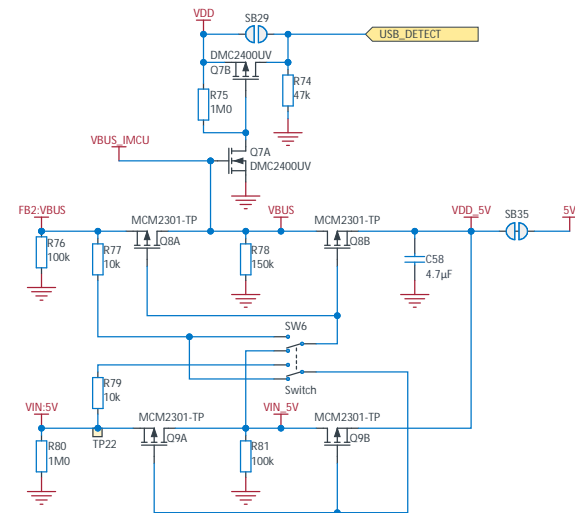 VDD
SB29
USB_DETECT
DMC2400UV
Q7B
R74
47k
R75
1M0
VBUS_IMCU
Q7A
DMC2400UV
FB2:VBUS
MCM2301-TP
VBUS
MCM2301-TP
VDD_5V
SB35
5V
R76
100k
R77
10k
Q8A
R78
150k
Q8B
C58
4.7µF
SW6
Switch
R79
10k
VIN:5V
MCM2301-TP
VIN_5V
MCM2301-TP
R80
1M0
TP22
Q9A
R81
100k
Q9B